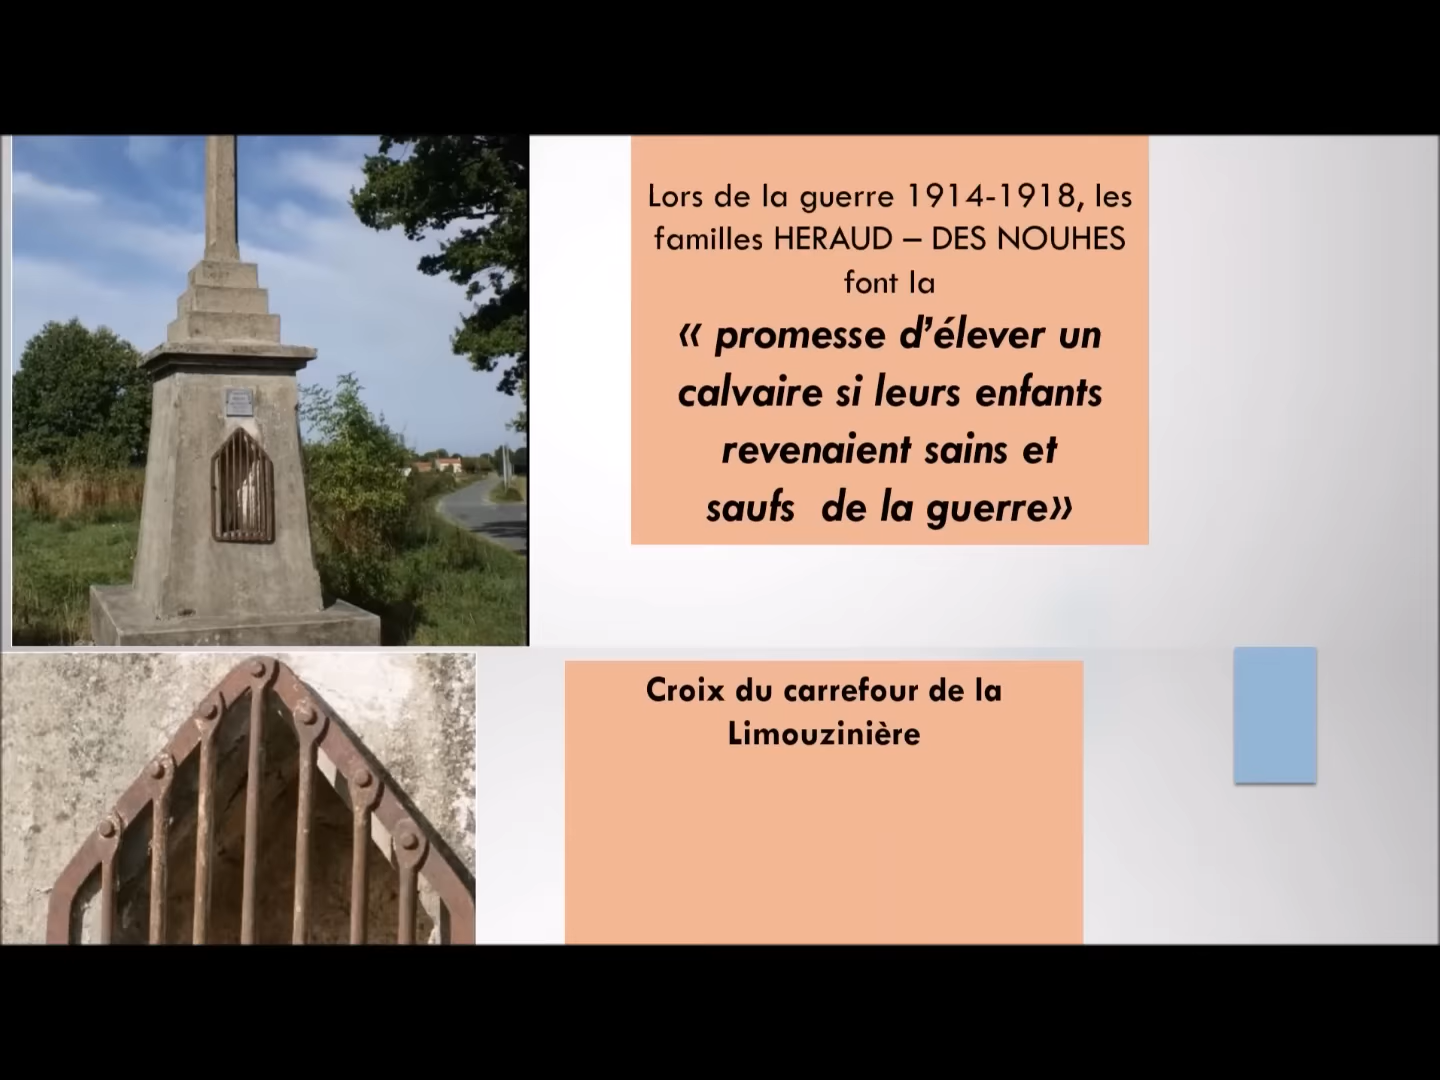 Lors de la guerre 1914-1918, les
familles HERAUD – DES NOUHES
font la
« promesse d’élever un
calvaire si leurs enfants
revenaient sains et
saufs  de la guerre»
Croix du carrefour de la
Limouzinière